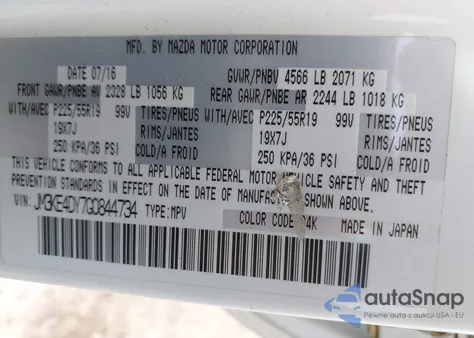 MFD. BY MAZDA MOTOR CORPORATION
DATE 07/16 GVWR/PNBV 4566 LB 2071 KG
FRONT GAWR/PNBE AV 2328 LB 1056 KG REAR GAWR/PNBE AR 2244 LB 1018 KG
WITH/AVEC P225/55R19 99V TIRES/PNEUS WITH/AVEC P225/55R19 99V TIRES/PNEUS
19X7J RIMS/JANTES 19X7J RIMS/JANTES
250 KPA/36 PSI COLD/A FROID 250 KPA/36 PSI COLD/A FROID
THIS VEHICLE CONFORMS TO ALL APPLICABLE FEDERAL MOTOR VEHICLE SAFETY AND THEFT
PREVENTION STANDARDS IN EFFECT ON THE DATE OF MANUFACTURE SHOWN ABOVE.
VIN: JM3KE4DY7G0844734 TYPE: MPV COLOR CODE: MADE IN JAPAN
autoSnap
Twoje auto z aukcji USA - EU